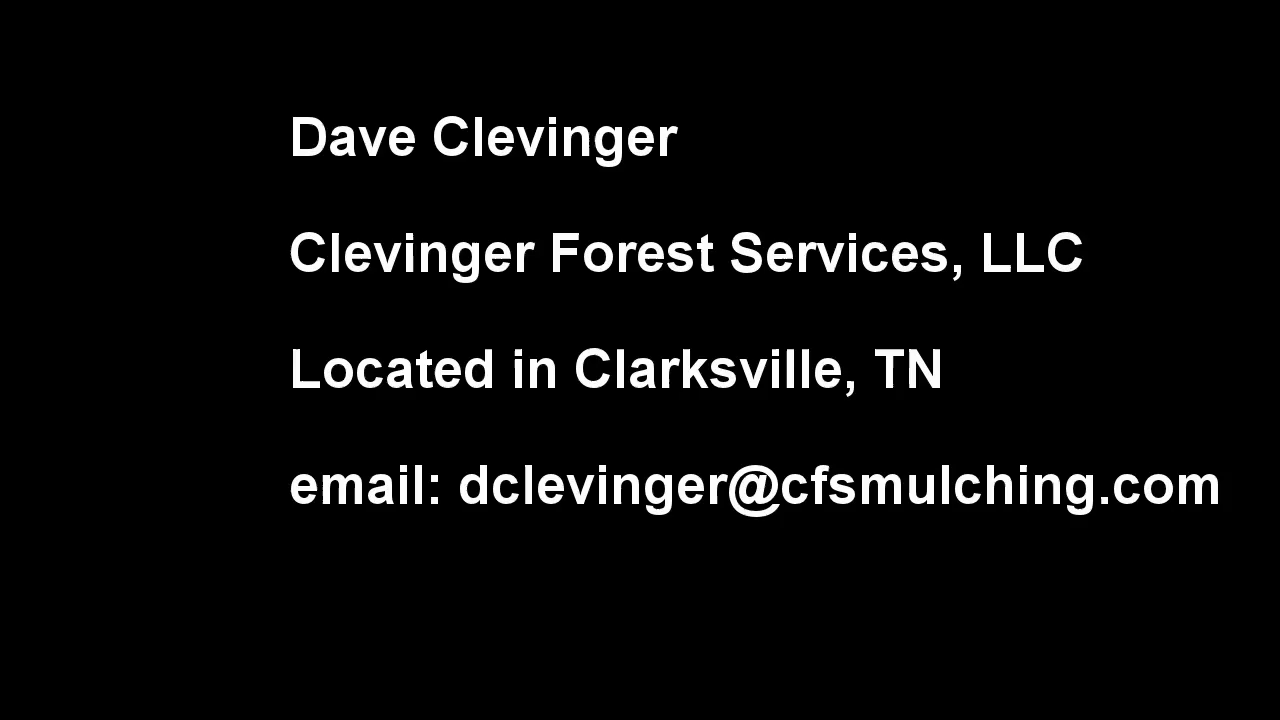 Dave Clevinger
Clevinger Forest Services, LLC
Located in Clarksville, TN
email: dclevinger@cfsmulching.com